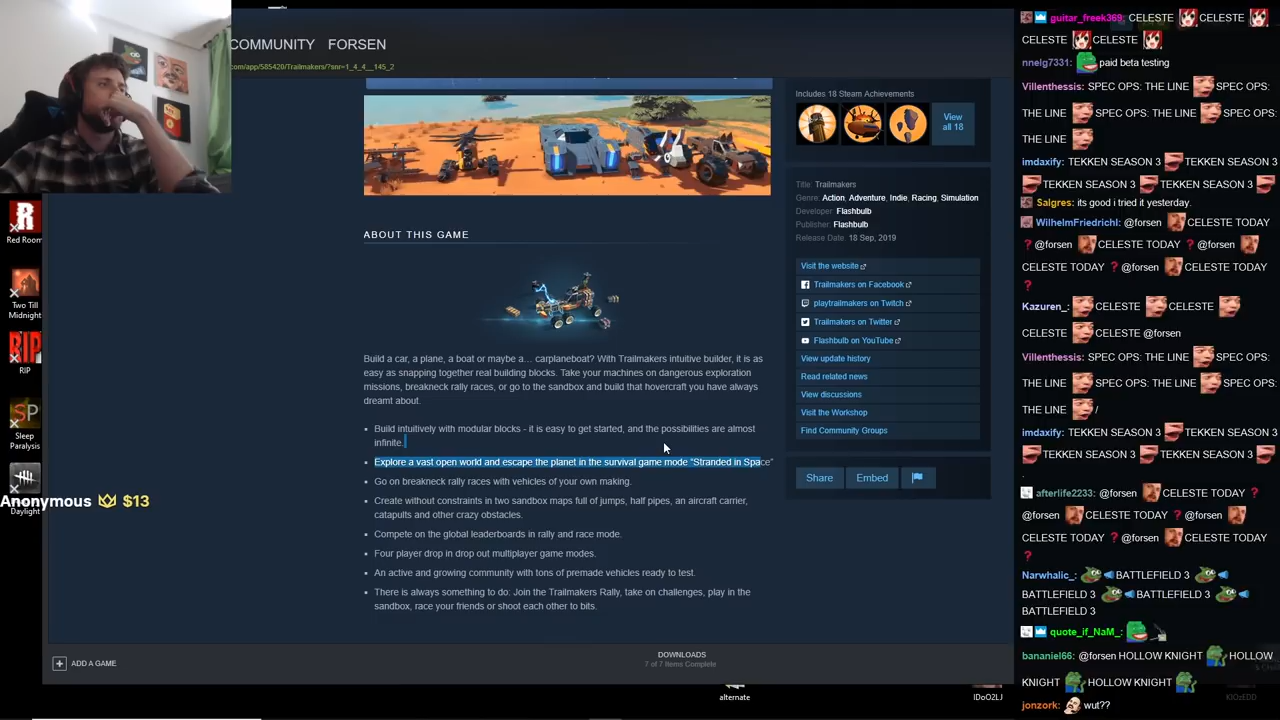 COMMUNITY FORSEN
com/app/585420/Trailmakers/?snr=1_4_4__145_2
Includes 18 Steam Achievements
View
all 18
Title: Trailmakers
Genre: Action, Adventure, Indie, Racing, Simulation
Developer: Flashbulb
Publisher: Flashbulb
Release Date: 18 Sep, 2019
Visit the website
Trailmakers on Facebook
playtrailmakers on Twitch
Trailmakers on Twitter
Flashbulb on YouTube
View update history
Read related news
View discussions
Visit the Workshop
Find Community Groups
Share Embed
ABOUT THIS GAME
Build a car, a plane, a boat or maybe a... carplaneboat? With Trailmakers intuitive builder, it is as
easy as snapping together real building blocks. Take your machines on dangerous exploration
missions, breakneck rally races, or go to the sandbox and build that hovercraft you have always
dreamt about.
Build intuitively with modular blocks - it is easy to get started, and the possibilities are almost
infinite.
Explore a vast open world and escape the planet in the survival game mode “Stranded in Space”
Go on breakneck rally races with vehicles of your own making.
Create without constraints in two sandbox maps full of jumps, half pipes, an aircraft carrier,
catapults and other crazy obstacles.
Compete on the global leaderboards in rally and race mode.
Four player drop in drop out multiplayer game modes.
An active and growing community with tons of premade vehicles ready to test.
There is always something to do: Join the Trailmakers Rally, take on challenges, play in the
sandbox, race your friends or shoot each other to bits.
ADD A GAME
DOWNLOADS
7 of 7 Items Complete
Red Room
Two Till
Midnight
RIP
RIP
SP
Sleep
Paralysis
Daylight
Anonymous $13
alternate
IDoO2LJ
guitar_freek369: CELESTE CELESTE
CELESTE CELESTE
nnelg7331: paid beta testing
Villenthessis: SPEC OPS: THE LINE SPEC OPS:
THE LINE SPEC OPS: THE LINE SPEC OPS:
THE LINE
imdaxify: TEKKEN SEASON 3 TEKKEN SEASON 3
TEKKEN SEASON 3 TEKKEN SEASON 3
Salgres: its good i tried it yesterday.
WilhelmFriedrichI: @forsen CELESTE TODAY
? @forsen CELESTE TODAY ? @forsen
CELESTE TODAY ? @forsen CELESTE TODAY
?
Kazuren_: CELESTE CELESTE CELESTE
CELESTE CELESTE @forsen
Villenthessis: SPEC OPS: THE LINE SPEC OPS:
THE LINE SPEC OPS: THE LINE SPEC OPS:
THE LINE /
imdaxify: TEKKEN SEASON 3 TEKKEN SEASON 3
TEKKEN SEASON 3 TEKKEN SEASON 3
.
afterlife2233: @forsen CELESTE TODAY ?
@forsen CELESTE TODAY ? @forsen
CELESTE TODAY ? @forsen CELESTE TODAY
?
Narwhalic_: BATTLEFIELD 3
BATTLEFIELD 3 BATTLEFIELD 3
BATTLEFIELD 3
quote_if_NaM_:
bananiel66: @forsen HOLLOW KNIGHT HOLLOW
KNIGHT HOLLOW KNIGHT
jonzork: wut??